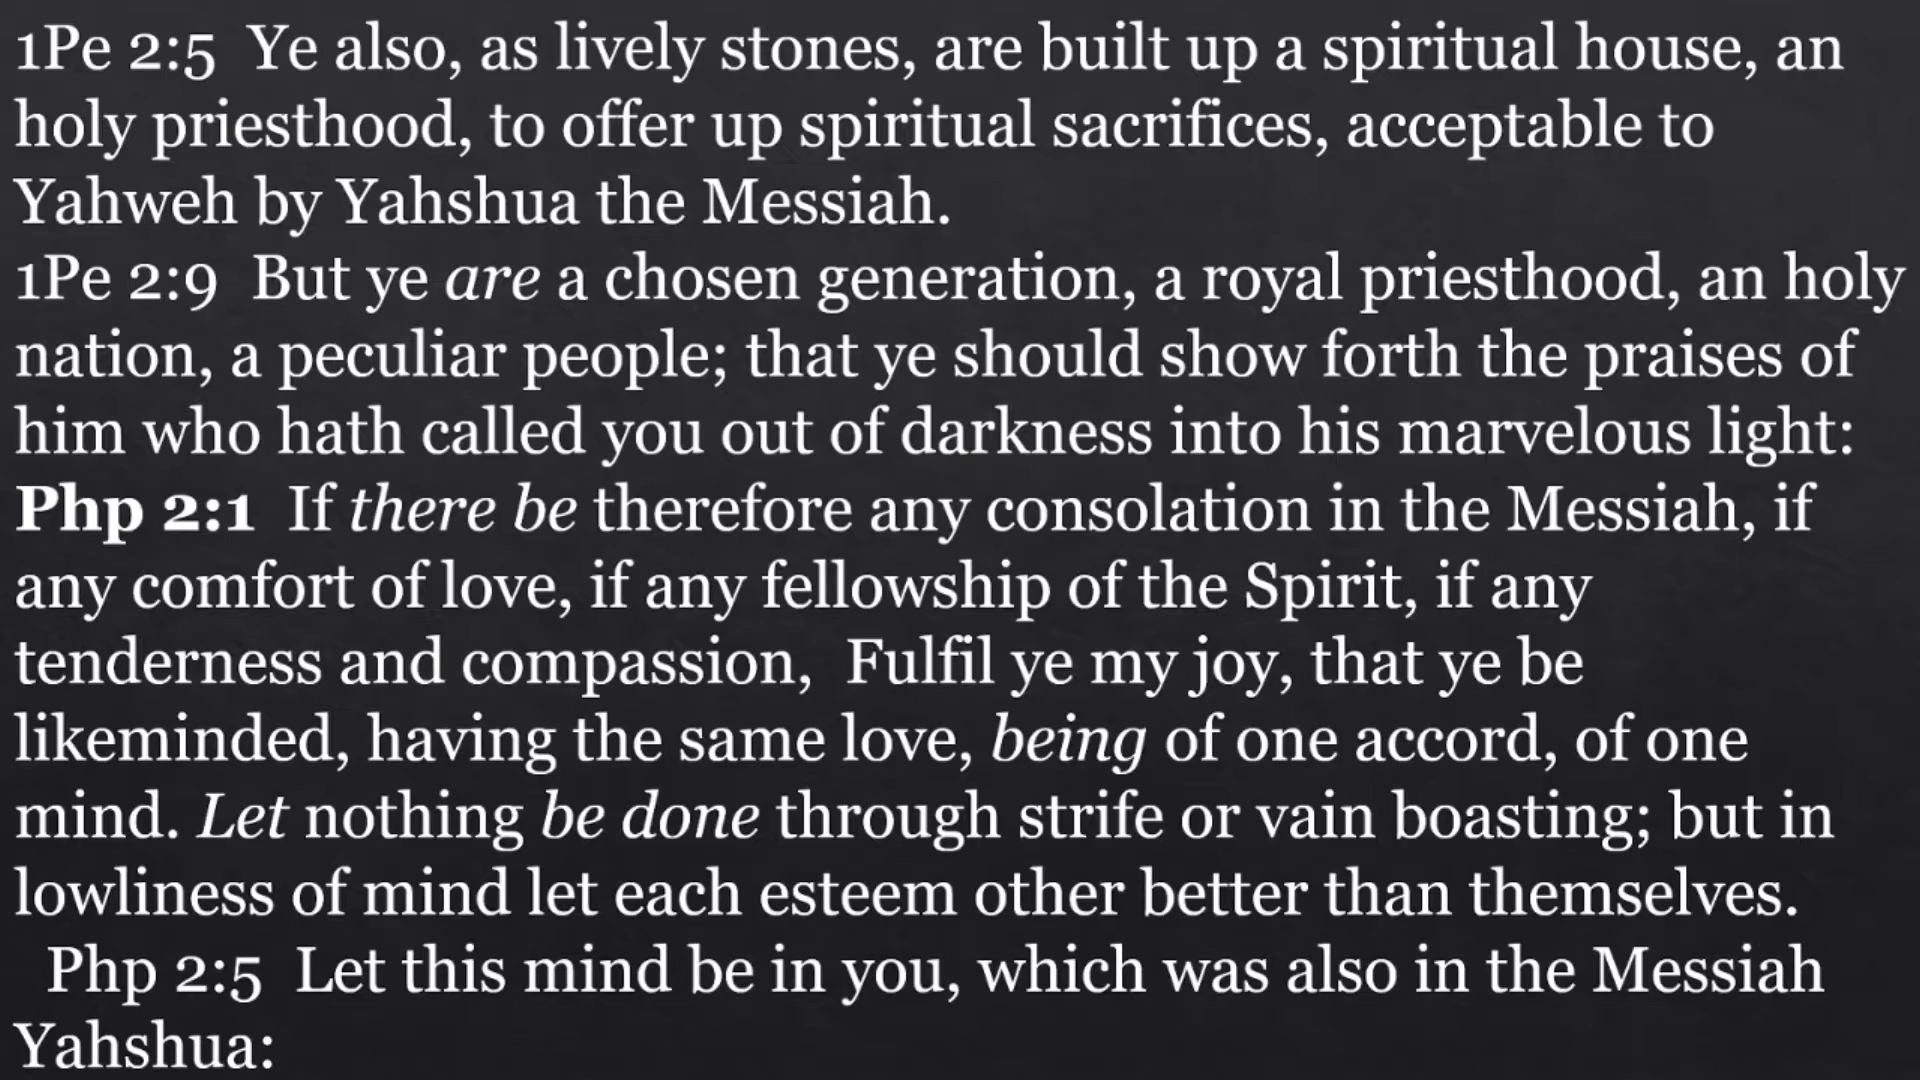 1Pe 2:5  Ye also, as lively stones, are built up a spiritual house, an
holy priesthood, to offer up spiritual sacrifices, acceptable to
Yahweh by Yahshua the Messiah.
1Pe 2:9  But ye are a chosen generation, a royal priesthood, an holy
nation, a peculiar people; that ye should show forth the praises of
him who hath called you out of darkness into his marvelous light:
Php 2:1  If there be therefore any consolation in the Messiah, if
any comfort of love, if any fellowship of the Spirit, if any
tenderness and compassion,  Fulfil ye my joy, that ye be
likeminded, having the same love, being of one accord, of one
mind. Let nothing be done through strife or vain boasting; but in
lowliness of mind let each esteem other better than themselves.
Php 2:5  Let this mind be in you, which was also in the Messiah
Yahshua: